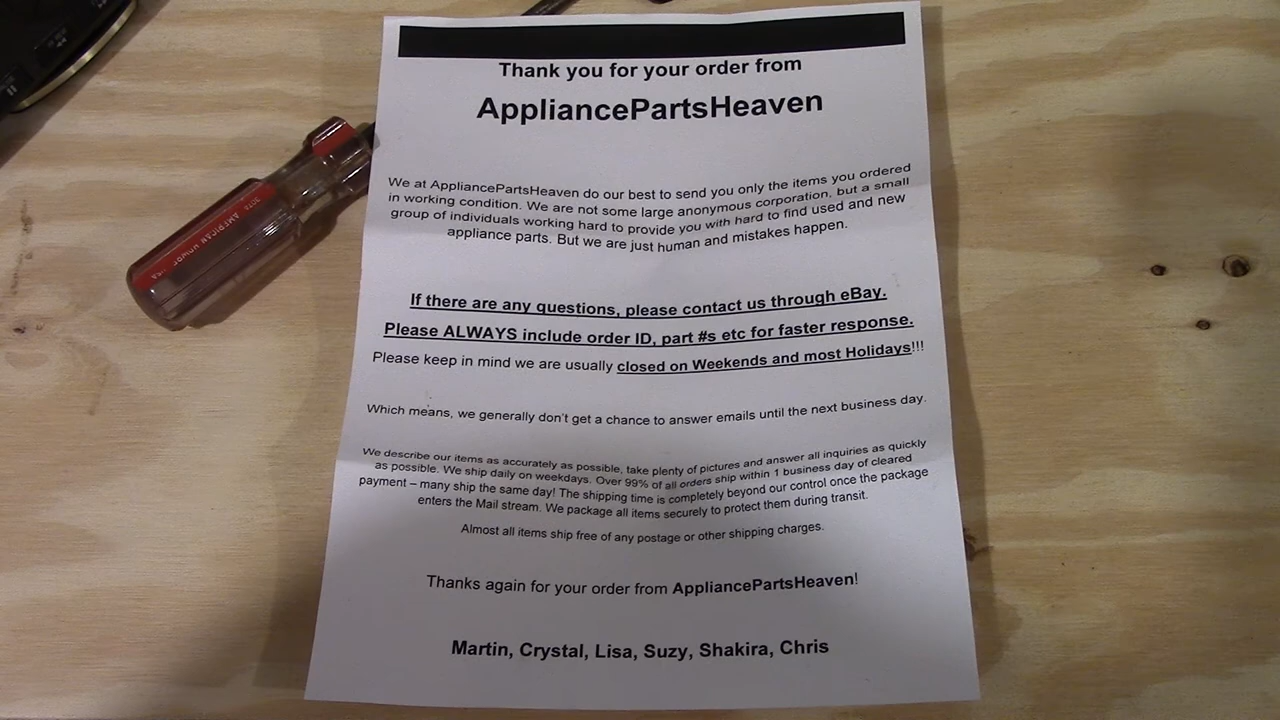 Thank you for your order from
AppliancePartsHeaven
We at AppliancePartsHeaven do our best to send you only the items you ordered
in working condition. We are not some large anonymous corporation, but a small
group of individuals working hard to provide you with hard to find used and new
appliance parts. But we are just human and mistakes happen.
If there are any questions, please contact us through eBay.
Please ALWAYS include order ID, part #s etc for faster response.
Please keep in mind we are usually closed on Weekends and most Holidays!!!
Which means, we generally don't get a chance to answer emails until the next business day.
We describe our items as accurately as possible, take plenty of pictures and answer all inquiries as quickly
as possible. We ship daily on weekdays. Over 99% of all orders ship within 1 business day of cleared
payment – many ship the same day! The shipping time is completely beyond our control once the package
enters the Mail stream. We package all items securely to protect them during transit.
Almost all items ship free of any postage or other shipping charges.
Thanks again for your order from AppliancePartsHeaven!
Martin, Crystal, Lisa, Suzy, Shakira, Chris
AMERICAN